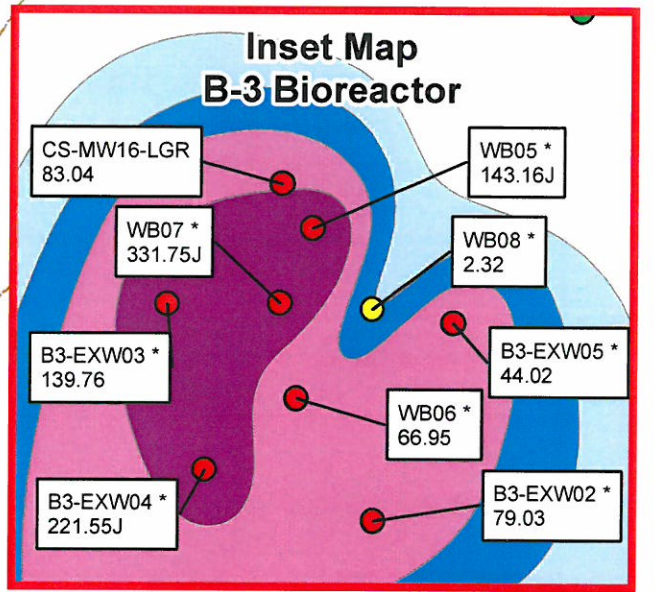 Inset Map
B-3 Bioreactor
CS-MW16-LGR
83.04
WB05 *
143.16J
WB07 *
331.75J
WB08 *
2.32
B3-EXW03 *
139.76
B3-EXW05 *
44.02
WB06 *
66.95
B3-EXW04 *
221.55J
B3-EXW02 *
79.03